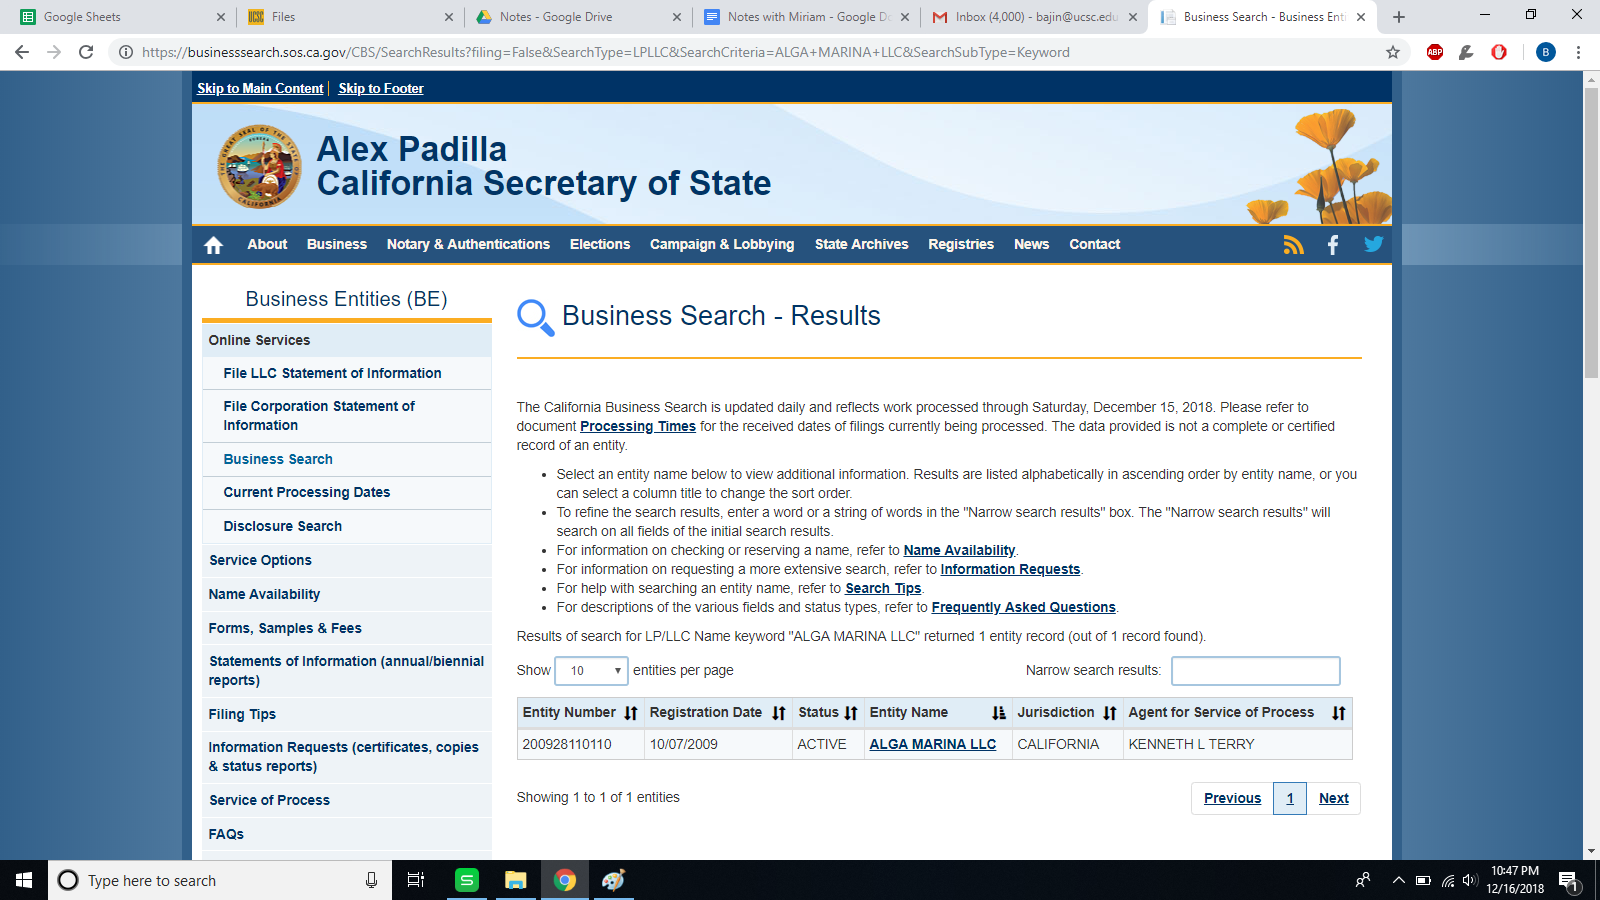 Google Sheets
Files
Notes - Google Drive
Notes with Miriam - Google Do
Inbox (4,000) - bajin@ucsc.edu
Business Search - Business Enti
https://businesssearch.sos.ca.gov/CBS/SearchResults?filing=False&SearchType=LPLLC&SearchCriteria=ALGA+MARINA+LLC&SearchSubType=Keyword
ABP
B
Skip to Main Content | Skip to Footer
Alex Padilla
California Secretary of State
About Business Notary & Authentications Elections Campaign & Lobbying State Archives Registries News Contact
Business Entities (BE)
Online Services
File LLC Statement of Information
File Corporation Statement of
Information
Business Search
Current Processing Dates
Disclosure Search
Service Options
Name Availability
Forms, Samples & Fees
Statements of Information (annual/biennial
reports)
Filing Tips
Information Requests (certificates, copies
& status reports)
Service of Process
FAQs
Business Search - Results
The California Business Search is updated daily and reflects work processed through Saturday, December 15, 2018. Please refer to
document Processing Times for the received dates of filings currently being processed. The data provided is not a complete or certified
record of an entity.
• Select an entity name below to view additional information. Results are listed alphabetically in ascending order by entity name, or you
can select a column title to change the sort order.
• To refine the search results, enter a word or a string of words in the "Narrow search results" box. The "Narrow search results" will
search on all fields of the initial search results.
• For information on checking or reserving a name, refer to Name Availability.
• For information on requesting a more extensive search, refer to Information Requests.
• For help with searching an entity name, refer to Search Tips.
• For descriptions of the various fields and status types, refer to Frequently Asked Questions.
Results of search for LP/LLC Name keyword "ALGA MARINA LLC" returned 1 entity record (out of 1 record found).
Show 10 entities per page Narrow search results:
Entity Number Registration Date Status Entity Name Jurisdiction Agent for Service of Process
200928110110 10/07/2009 ACTIVE ALGA MARINA LLC CALIFORNIA KENNETH L TERRY
Showing 1 to 1 of 1 entities
Previous 1 Next
Type here to search
S
10:47 PM
12/16/2018
1